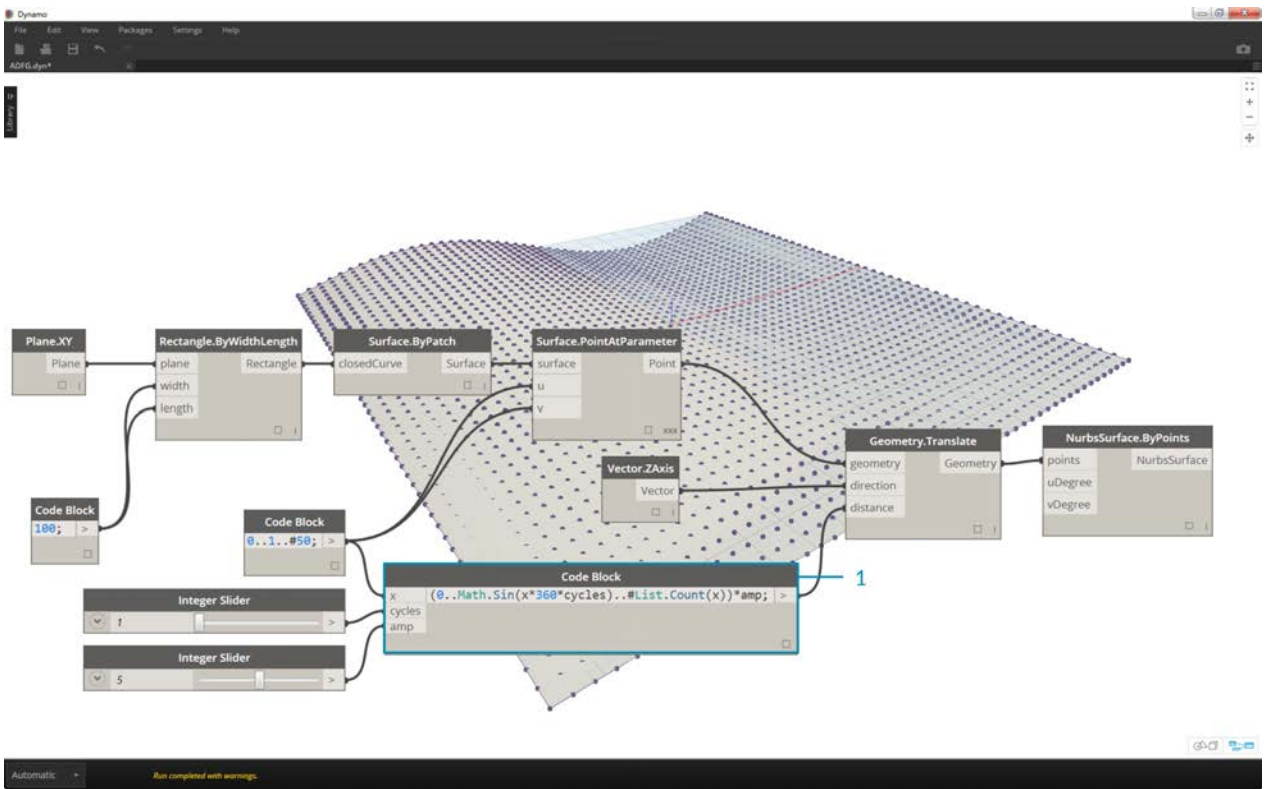 Dynamo
File Edit View Packages Settings Help
ADFG.dyn*
Library
Plane.XY
Plane
Rectangle.ByWidthLength
plane Rectangle
width
length
Surface.ByPatch
closedCurve Surface
Surface.PointAtParameter
surface Point
u
v
xxx
Vector.ZAxis
Vector
Geometry.Translate
geometry Geometry
direction
distance
NurbsSurface.ByPoints
points NurbsSurface
uDegree
vDegree
Code Block
100; >
Code Block
0..1..#50; >
Code Block
x (0..Math.Sin(x*360*cycles)..#List.Count(x))*amp; >
cycles
amp
1
Integer Slider
1 >
Integer Slider
5 >
Automatic
Run completed with warnings.